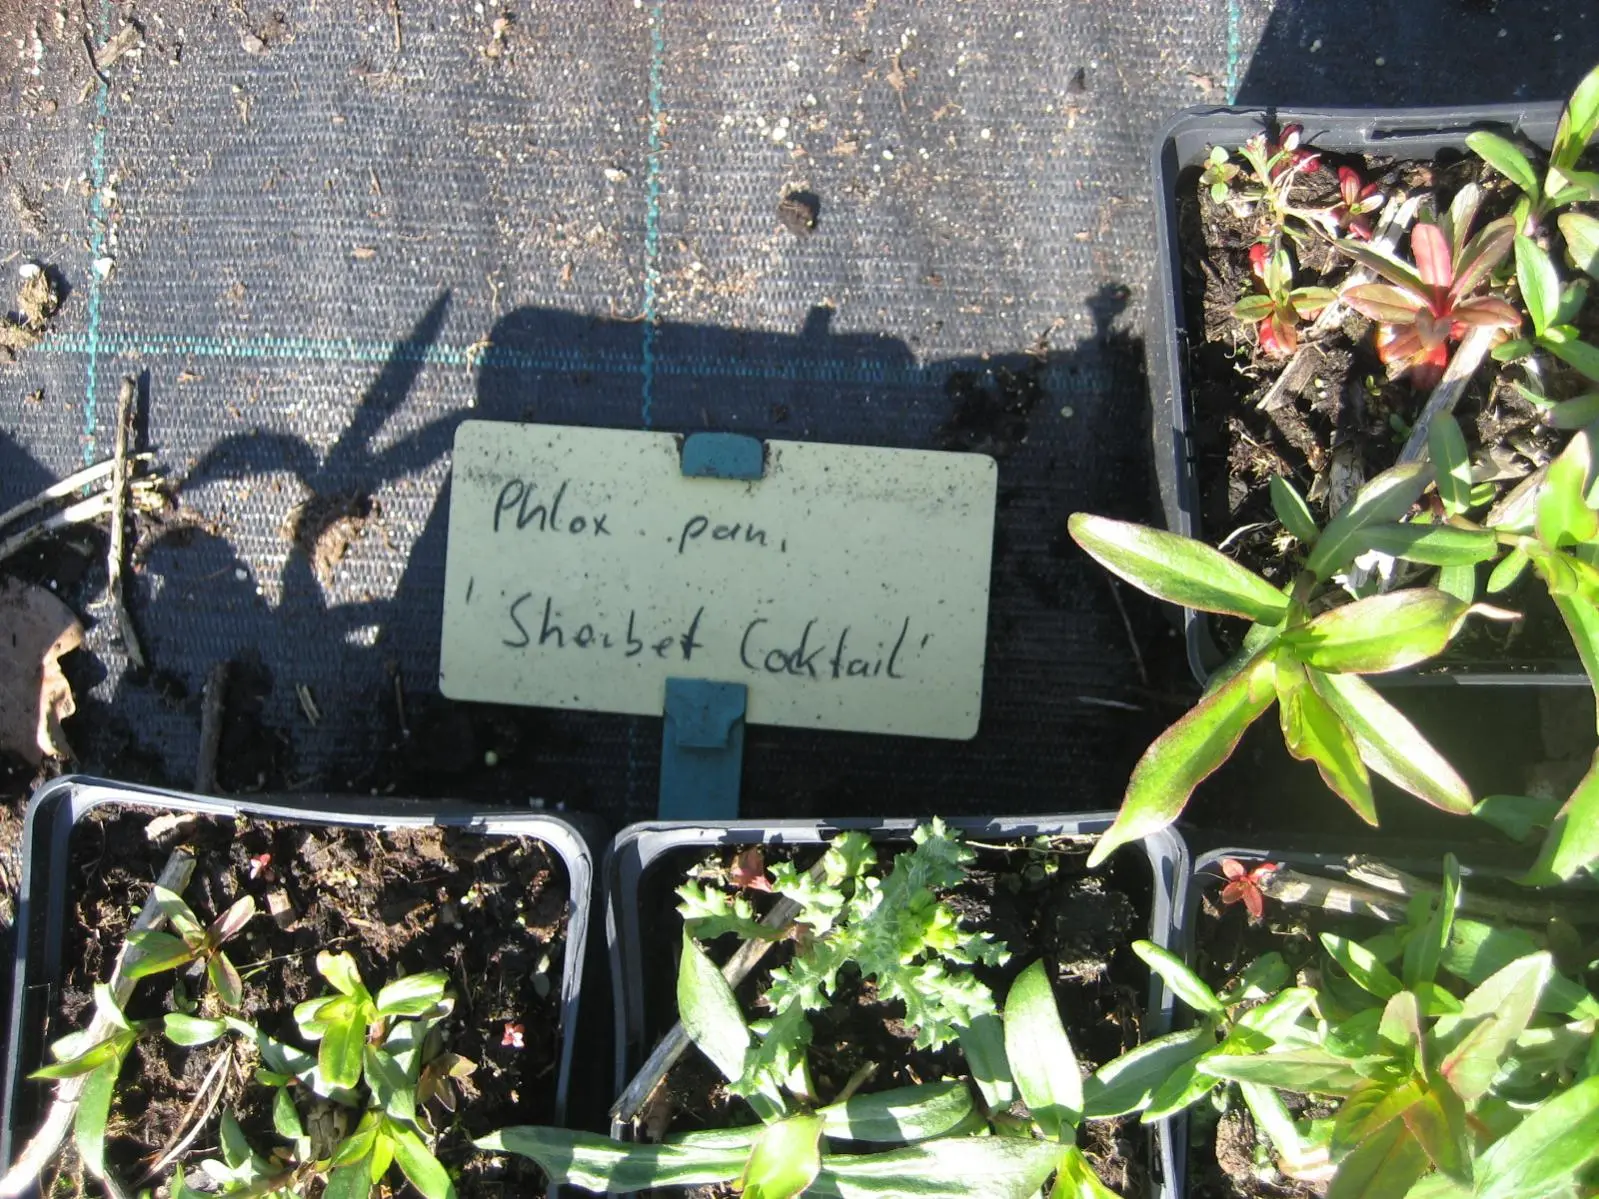 Phlox pan.
'Sherbet Cocktail'